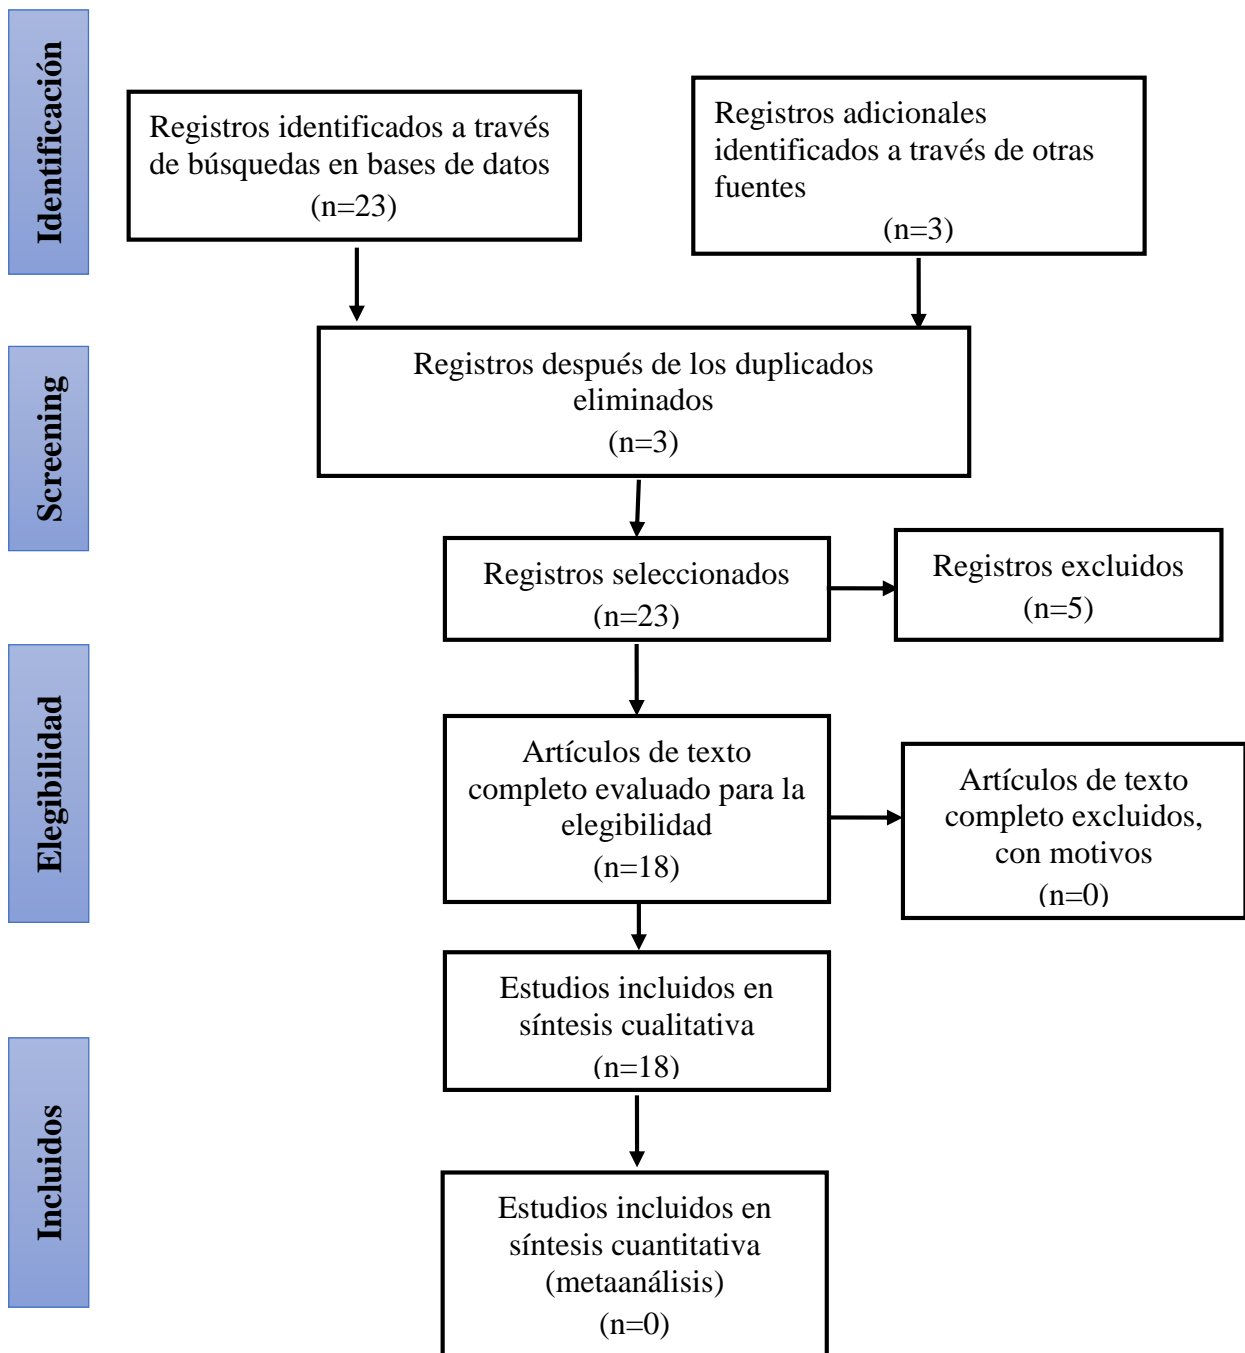 Identificación
Registros identificados a través
de búsquedas en bases de datos
(n=23)
Registros adicionales
identificados a través de otras
fuentes
(n=3)
Screening
Registros después de los duplicados
eliminados
(n=3)
Registros seleccionados
(n=23)
Registros excluidos
(n=5)
Elegibilidad
Artículos de texto
completo evaluado para la
elegibilidad
(n=18)
Artículos de texto
completo excluidos,
con motivos
(n=0)
Estudios incluidos en
síntesis cualitativa
(n=18)
Incluidos
Estudios incluidos en
síntesis cuantitativa
(metaanálisis)
(n=0)